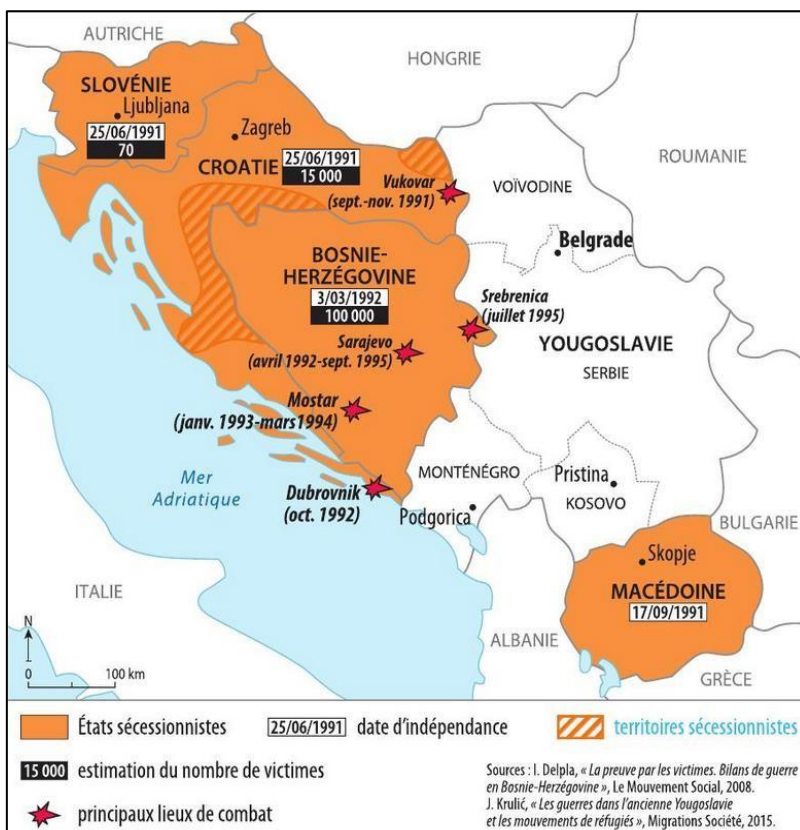 AUTRICHE
HONGRIE
SLOVÉNIE
Ljubljana
25/06/1991
70
Zagreb
CROATIE
25/06/1991
15 000
ROUMANIE
Vukovar
(sept.-nov. 1991)
VOÏVODINE
Belgrade
BOSNIE-
HERZÉGOVINE
3/03/1992
100 000
Srebrenica
(juillet 1995)
Sarajevo
(avril 1992-sept. 1995)
YOUGOSLAVIE
SERBIE
Mostar
(janv. 1993-mars1994)
Mer
Adriatique
MONTÉNÉGRO
Pristina
KOSOVO
Dubrovnik
(oct. 1992)
Podgorica
BULGARIE
Skopje
ITALIE
MACÉDOINE
17/09/1991
N
ALBANIE
0 100 km
GRÈCE
États sécessionnistes
25/06/1991 date d'indépendance
territoires sécessionnistes
15 000 estimation du nombre de victimes
principaux lieux de combat
Sources : I. Delpla, « La preuve par les victimes. Bilans de guerre
en Bosnie-Herzégovine », Le Mouvement Social, 2008.
J. Krulić, « Les guerres dans l'ancienne Yougoslavie
et les mouvements de réfugiés », Migrations Société, 2015.